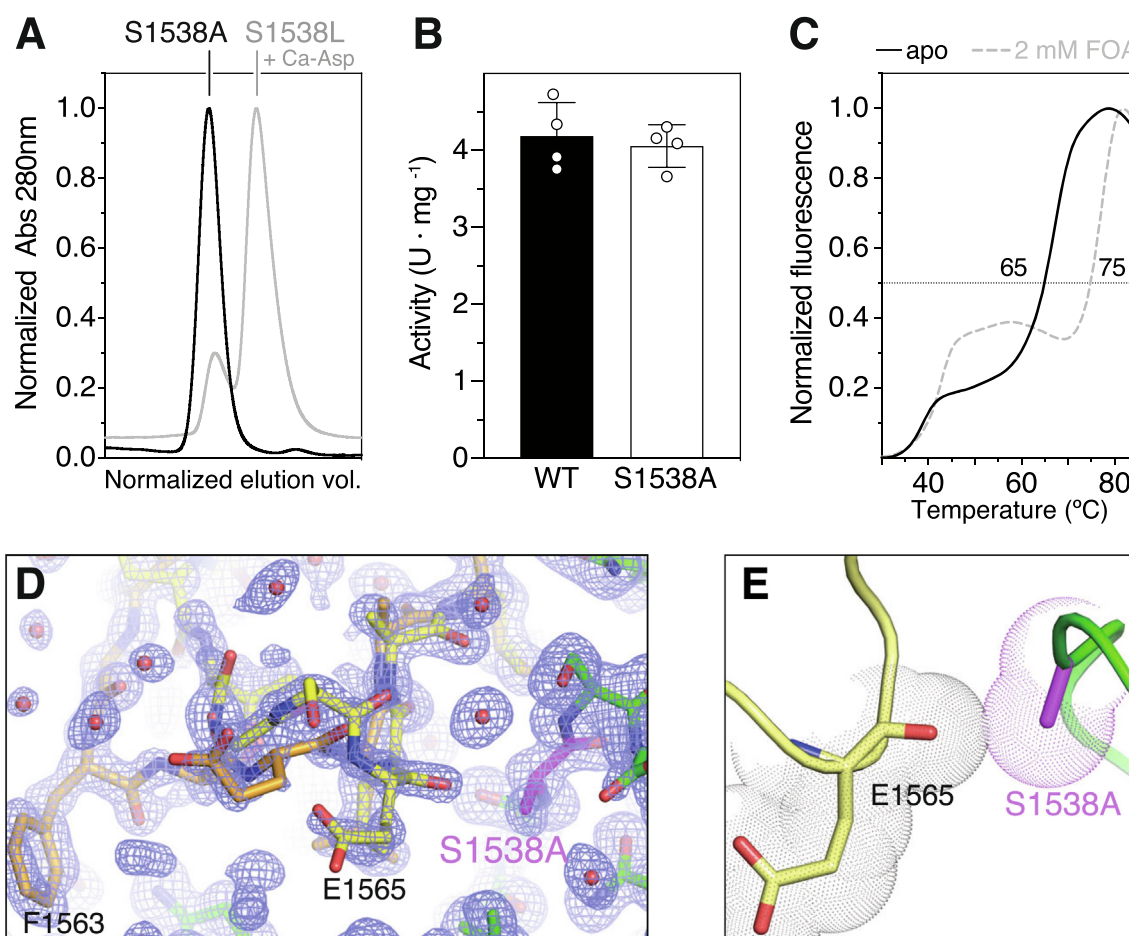 A
S1538A
S1538L
+ Ca-Asp
1.0
0.8
0.6
0.4
0.2
0.0
Normalized Abs 280nm
Normalized elution vol.
B
4
3
2
1
0
Activity (U · mg -1)
WT
S1538A
C
apo
2 mM FOA
1.0
0.8
0.6
0.4
0.2
Normalized fluorescence
65
75
40
60
80
Temperature (ºC)
D
S1538A
E1565
F1563
E
E1565
S1538A